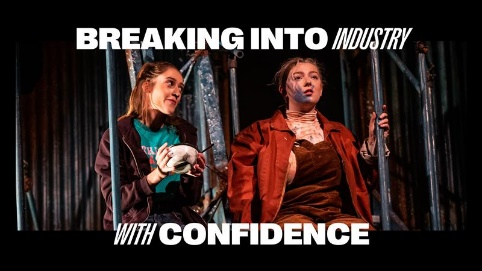 BREAKING INTO INDUSTRY
WITH CONFIDENCE